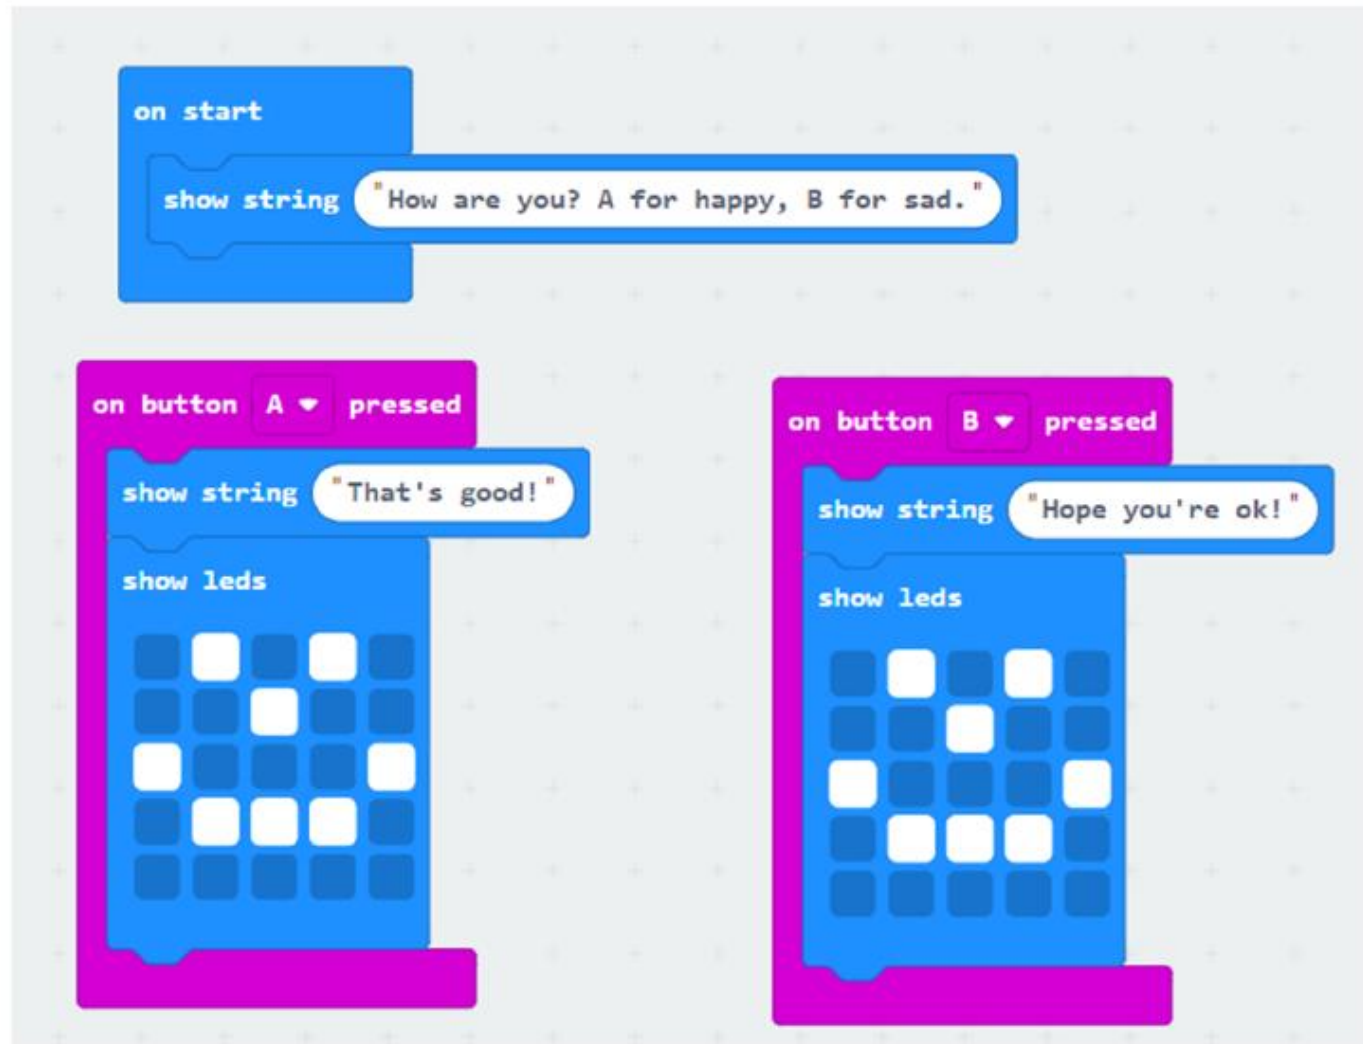 on start
show string "How are you? A for happy, B for sad."
on button A pressed
show string "That's good!"
show leds
on button B pressed
show string "Hope you're ok!"
show leds